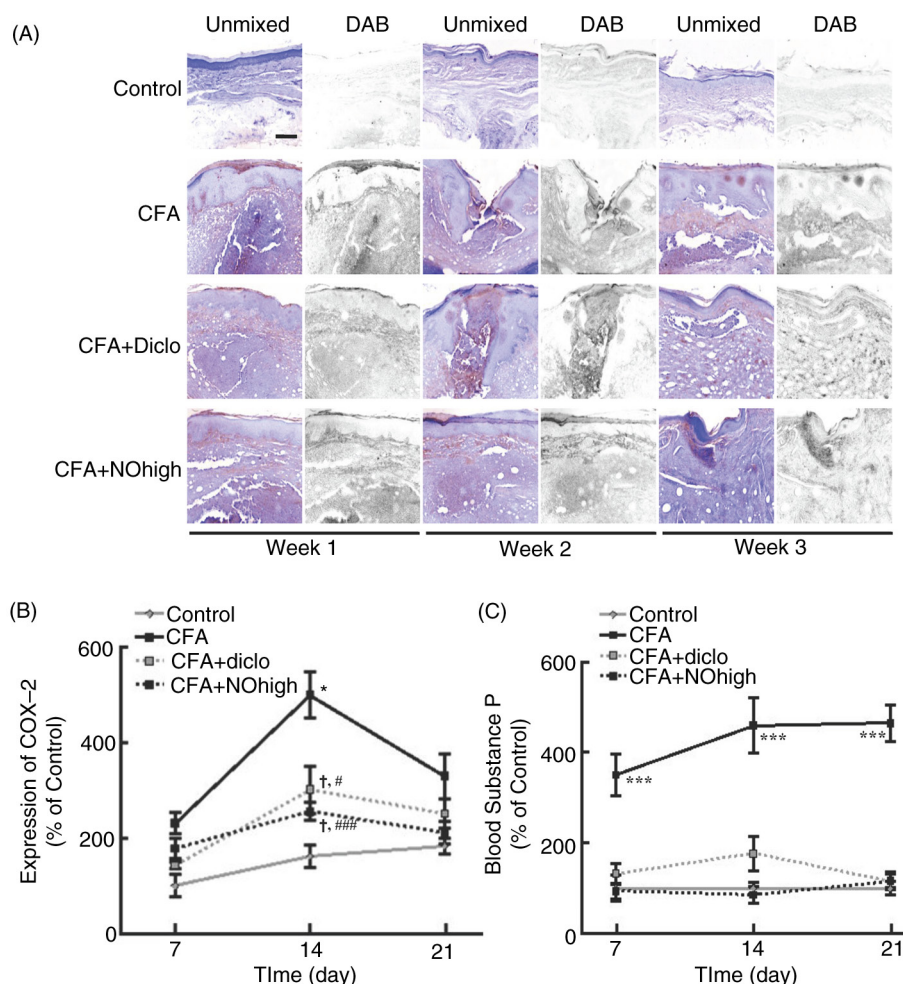 (A)
Unmixed DAB Unmixed DAB Unmixed DAB
Control
CFA
CFA+Diclo
CFA+NOhigh
Week 1 Week 2 Week 3
(B)
Control
CFA
CFA+diclo
CFA+NOhigh
Expression of COX–2
(% of Control)
600
400
200
0
*
†, #
†, ###
7 14 21
TIme (day)
(C)
Control
CFA
CFA+diclo
CFA+NOhigh
Blood Substance P
(% of Control)
600
400
200
0
***
***
***
7 14 21
TIme (day)